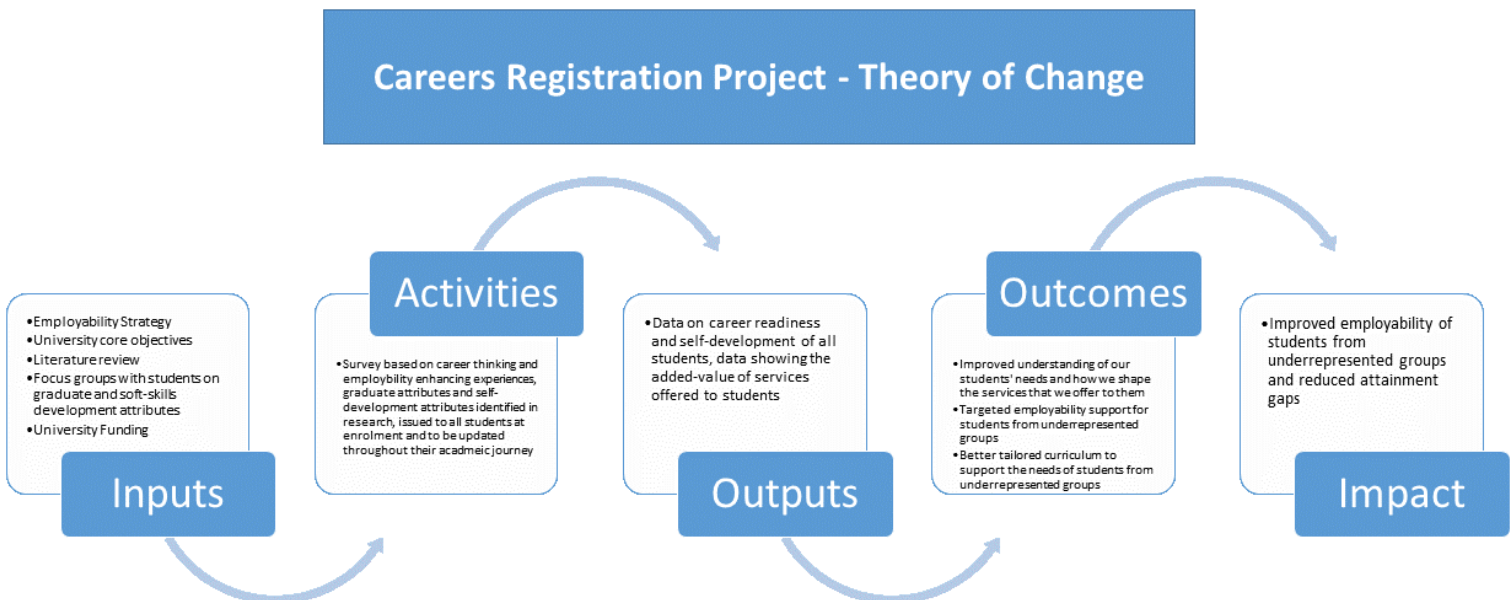 Careers Registration Project - Theory of Change
•Employability Strategy
•University core objectives
•Literature review
•Focus groups with students on
graduate and soft-skills
development attributes
•University Funding
Inputs
Activities
•Survey based on career thinking and
employbility enhancing experiences,
graduate attributes and self-
development attributes identified in
research, issued to all students at
enrolment and to be updated
throughout their acadmeic journey
•Data on career readiness
and self-development of all
students, data showing the
added-value of services
offered to students
Outputs
Outcomes
•Improved understanding of our
students' needs and how we shape
the services that we offer to them
•Targeted employability support for
students from underrepresented
groups
•Better tailored curriculum to
support the needs of students from
underrepresented groups
•Improved employability of
students from
underrepresented groups
and reduced attainment
gaps
Impact